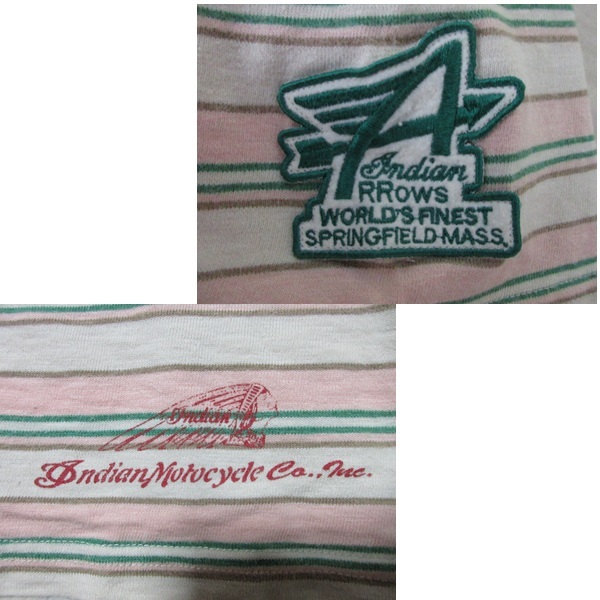 A
Indian
RROWS
WORLD'S FINEST
SPRINGFIELD-MASS.
Indian
Indian Motocycle Co., Inc.